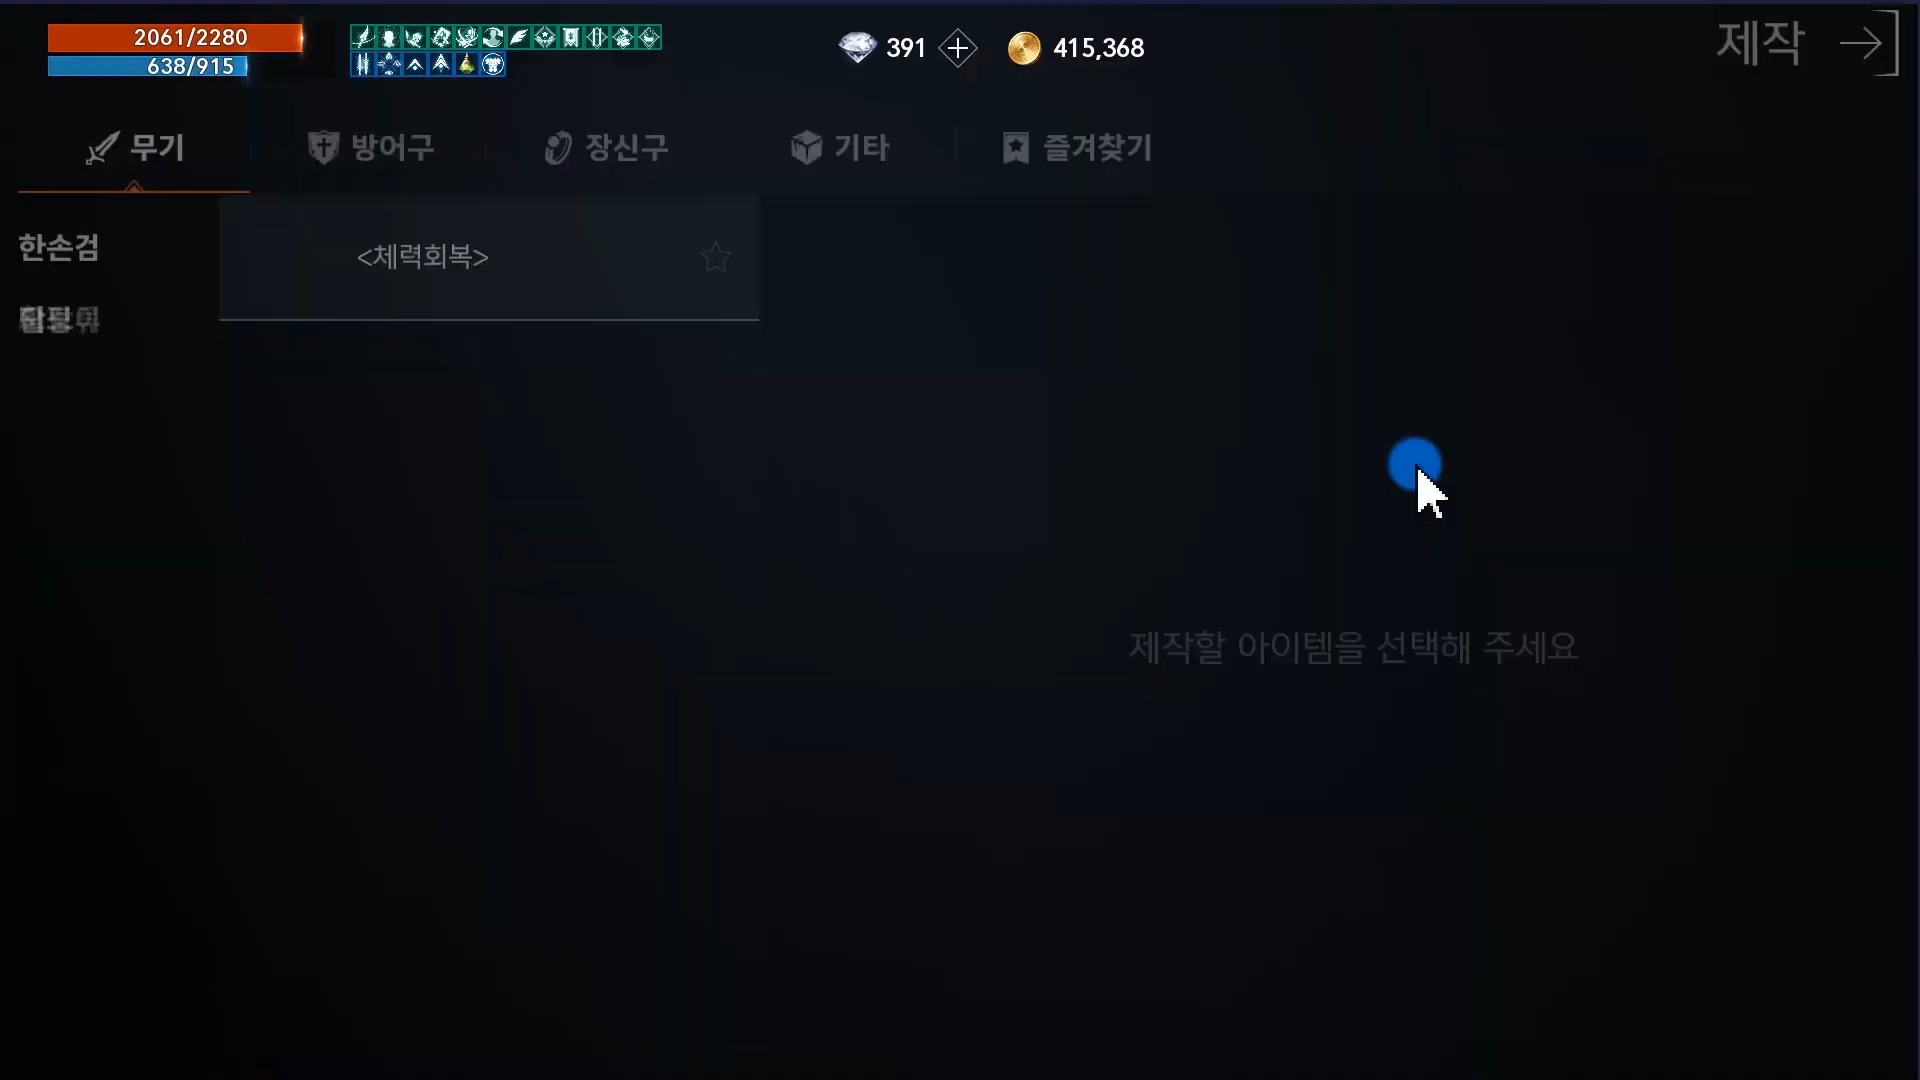 2061/2280
638/915
391
415,368
제작
무기
방어구
장신구
기타
즐겨찾기
한손검
<체력회복>
제작할 아이템을 선택해 주세요